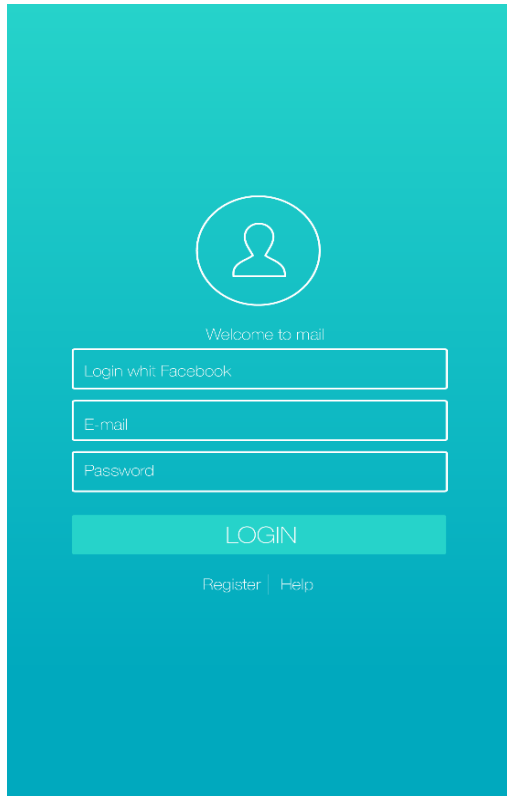 Welcome to mail
Login whit Facebook
E-mail
Password
LOGIN
Register | Help